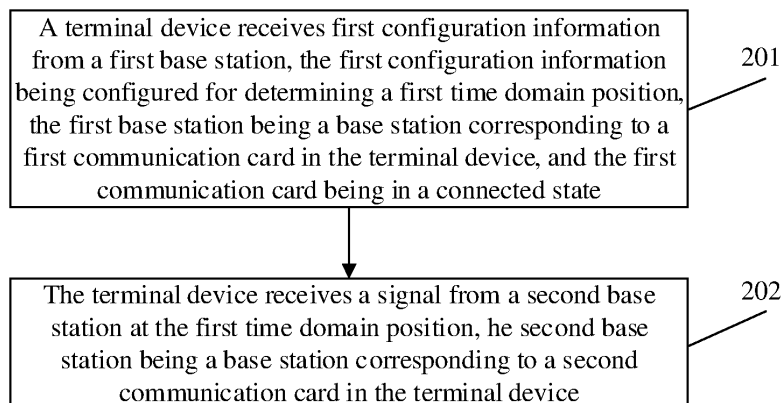 A terminal device receives first configuration information
from a first base station, the first configuration information
being configured for determining a first time domain position,
the first base station being a base station corresponding to a
first communication card in the terminal device, and the first
communication card being in a connected state
201
The terminal device receives a signal from a second base
station at the first time domain position, he second base
station being a base station corresponding to a second
communication card in the terminal device
202